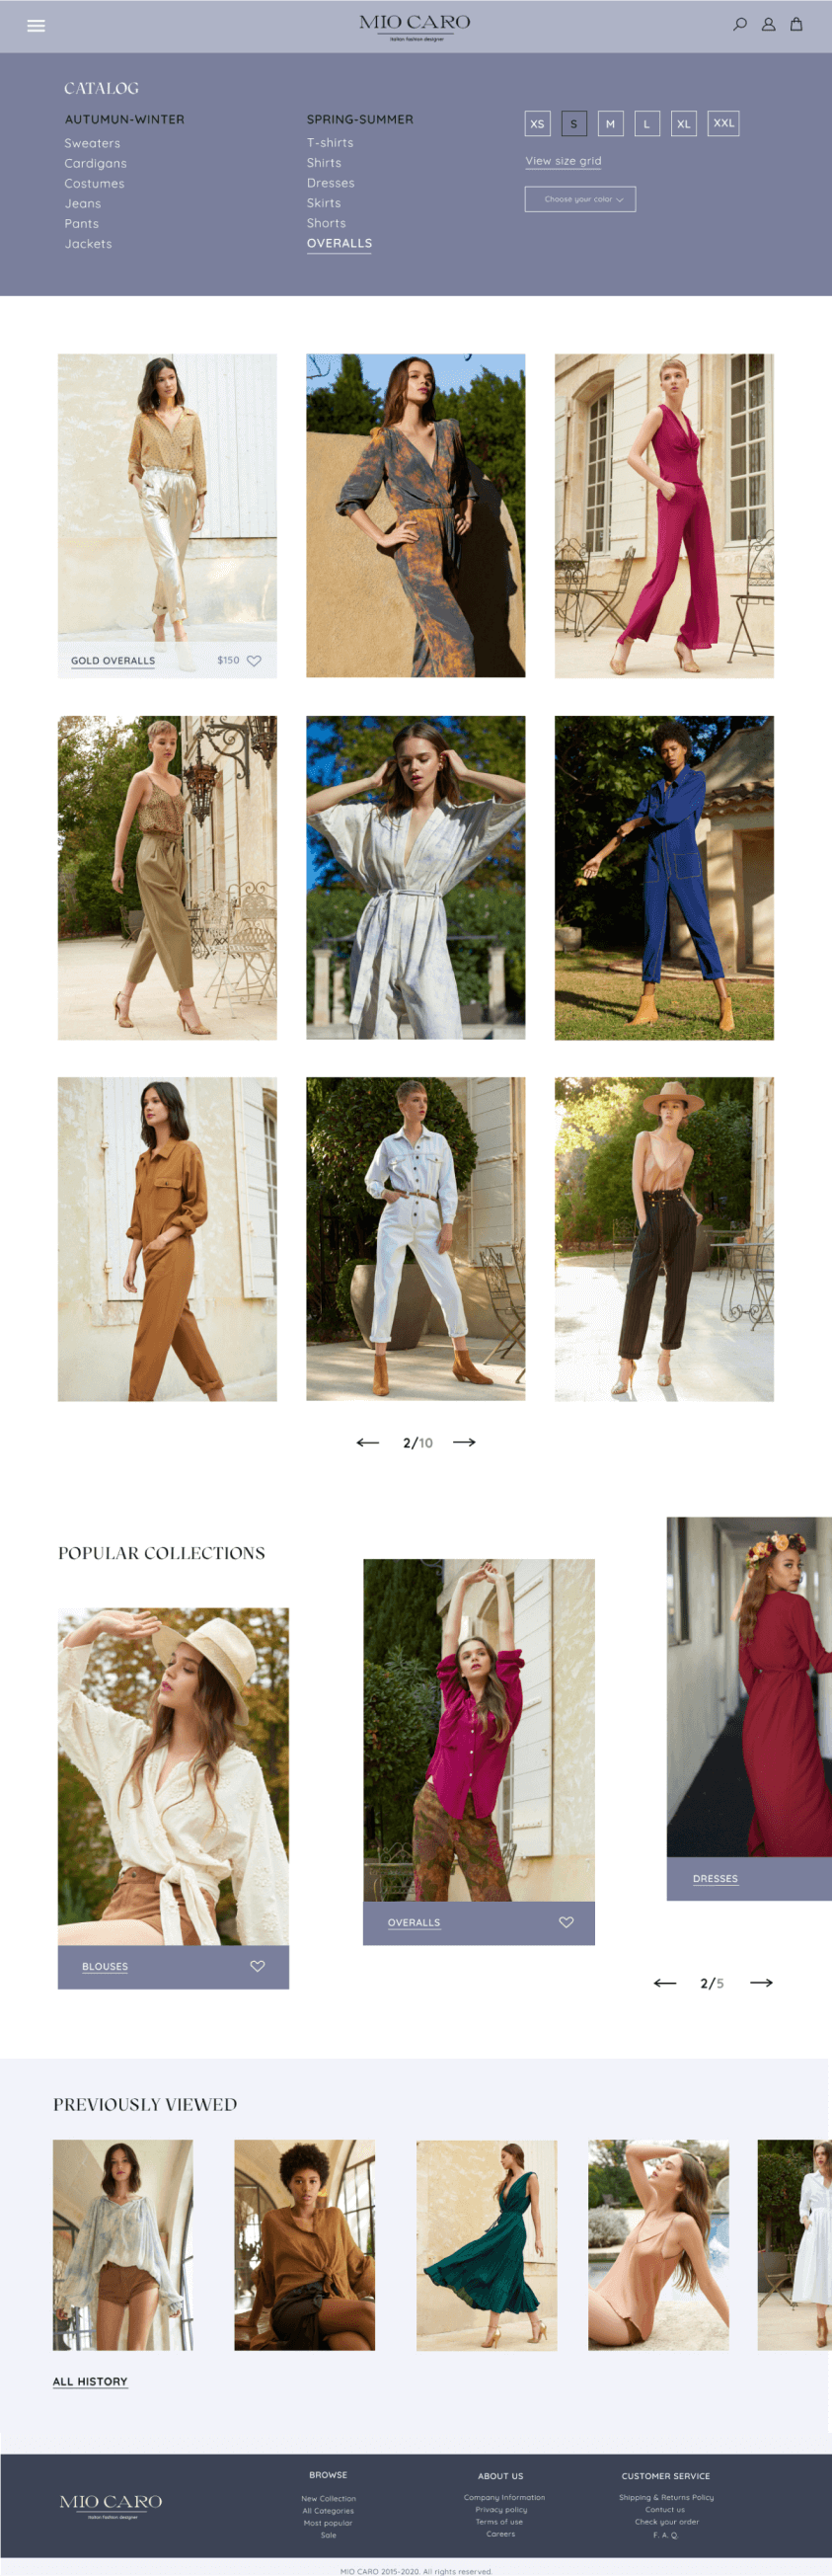 MIO CARO
Italian fashion designer
CATALOG
AUTUMUN-WINTER
Sweaters
Cardigans
Costumes
Jeans
Pants
Jackets
SPRING-SUMMER
T-shirts
Shirts
Dresses
Skirts
Shorts
OVERALLS
XS S M L XL XXL
View size grid
Choose your color
GOLD OVERALLS $150
2/10
POPULAR COLLECTIONS
BLOUSES
OVERALLS
DRESSES
2/5
PREVIOUSLY VIEWED
ALL HISTORY
MIO CARO
Italian fashion designer
BROWSE
New Collection
All Categories
Most popular
Sale
ABOUT US
Company Information
Privacy policy
Terms of use
Careers
CUSTOMER SERVICE
Shipping & Returns Policy
Contuct us
Check your order
F. A. Q.
MIO CARO 2015-2020. All rights reserved.